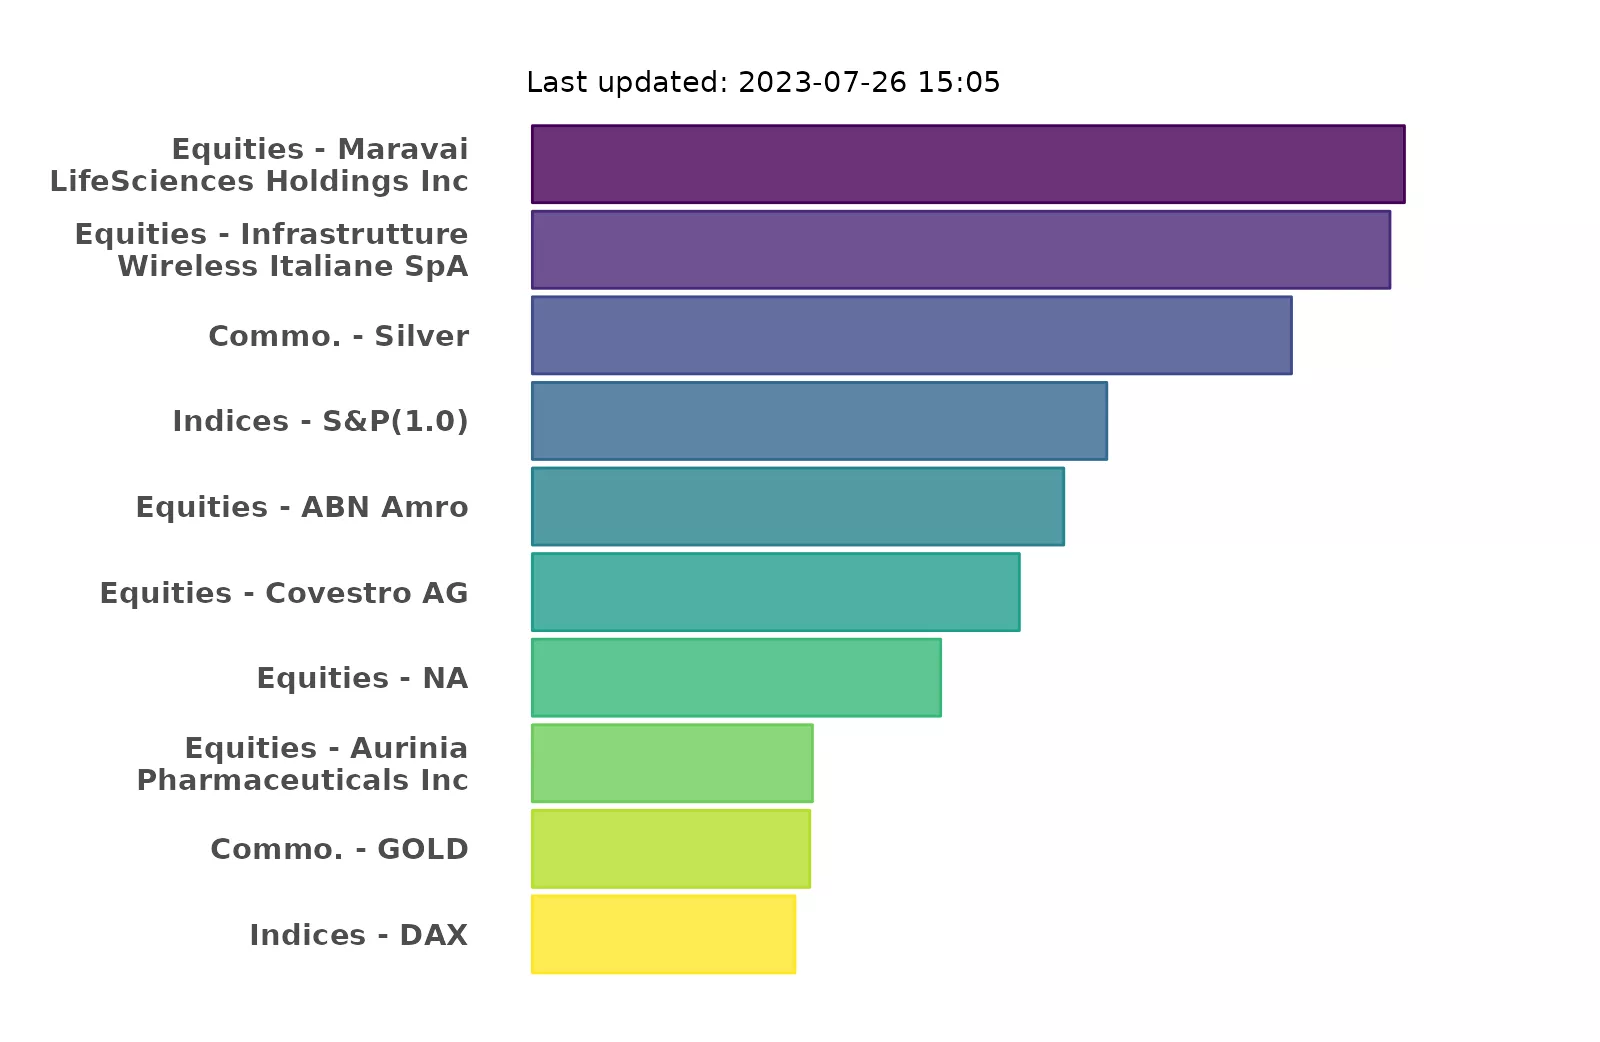 Last updated: 2023-07-26 15:05
Equities - Maravai
LifeSciences Holdings Inc
Equities - Infrastrutture
Wireless Italiane SpA
Commo. - Silver
Indices - S&P(1.0)
Equities - ABN Amro
Equities - Covestro AG
Equities - NA
Equities - Aurinia
Pharmaceuticals Inc
Commo. - GOLD
Indices - DAX